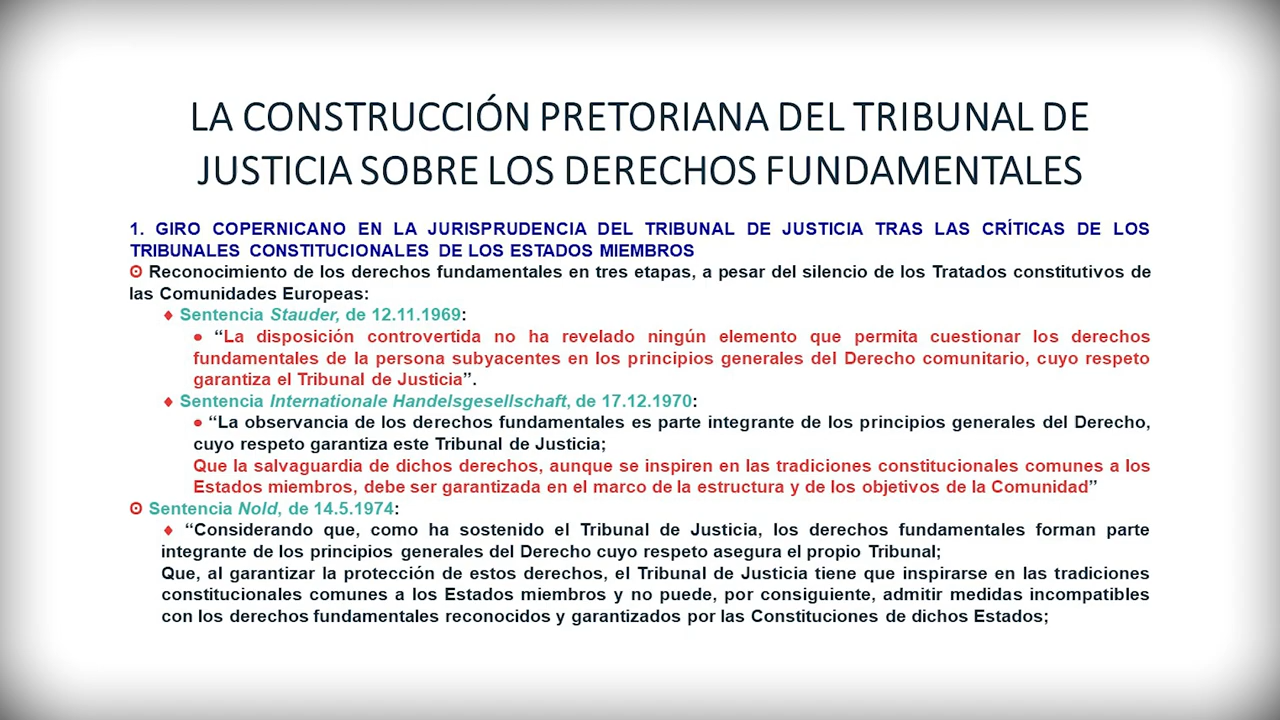 LA CONSTRUCCIÓN PRETORIANA DEL TRIBUNAL DE
JUSTICIA SOBRE LOS DERECHOS FUNDAMENTALES
1. GIRO COPERNICANO EN LA JURISPRUDENCIA DEL TRIBUNAL DE JUSTICIA TRAS LAS CRÍTICAS DE LOS
TRIBUNALES CONSTITUCIONALES DE LOS ESTADOS MIEMBROS
⊙ Reconocimiento de los derechos fundamentales en tres etapas, a pesar del silencio de los Tratados constitutivos de
las Comunidades Europeas:
♦ Sentencia Stauder, de 12.11.1969:
● “La disposición controvertida no ha revelado ningún elemento que permita cuestionar los derechos
fundamentales de la persona subyacentes en los principios generales del Derecho comunitario, cuyo respeto
garantiza el Tribunal de Justicia”.
♦ Sentencia Internationale Handelsgesellschaft, de 17.12.1970:
● “La observancia de los derechos fundamentales es parte integrante de los principios generales del Derecho,
cuyo respeto garantiza este Tribunal de Justicia;
Que la salvaguardia de dichos derechos, aunque se inspiren en las tradiciones constitucionales comunes a los
Estados miembros, debe ser garantizada en el marco de la estructura y de los objetivos de la Comunidad”
⊙ Sentencia Nold, de 14.5.1974:
♦ “Considerando que, como ha sostenido el Tribunal de Justicia, los derechos fundamentales forman parte
integrante de los principios generales del Derecho cuyo respeto asegura el propio Tribunal;
Que, al garantizar la protección de estos derechos, el Tribunal de Justicia tiene que inspirarse en las tradiciones
constitucionales comunes a los Estados miembros y no puede, por consiguiente, admitir medidas incompatibles
con los derechos fundamentales reconocidos y garantizados por las Constituciones de dichos Estados;